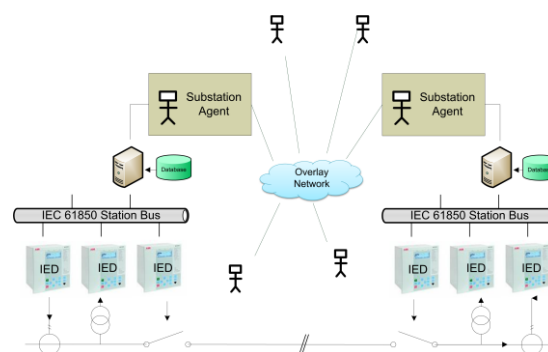 Substation
Agent
Substation
Agent
Overlay
Network
Database
Database
IEC 61850 Station Bus
IEC 61850 Station Bus
IED
IED
IED
IED
IED
IED